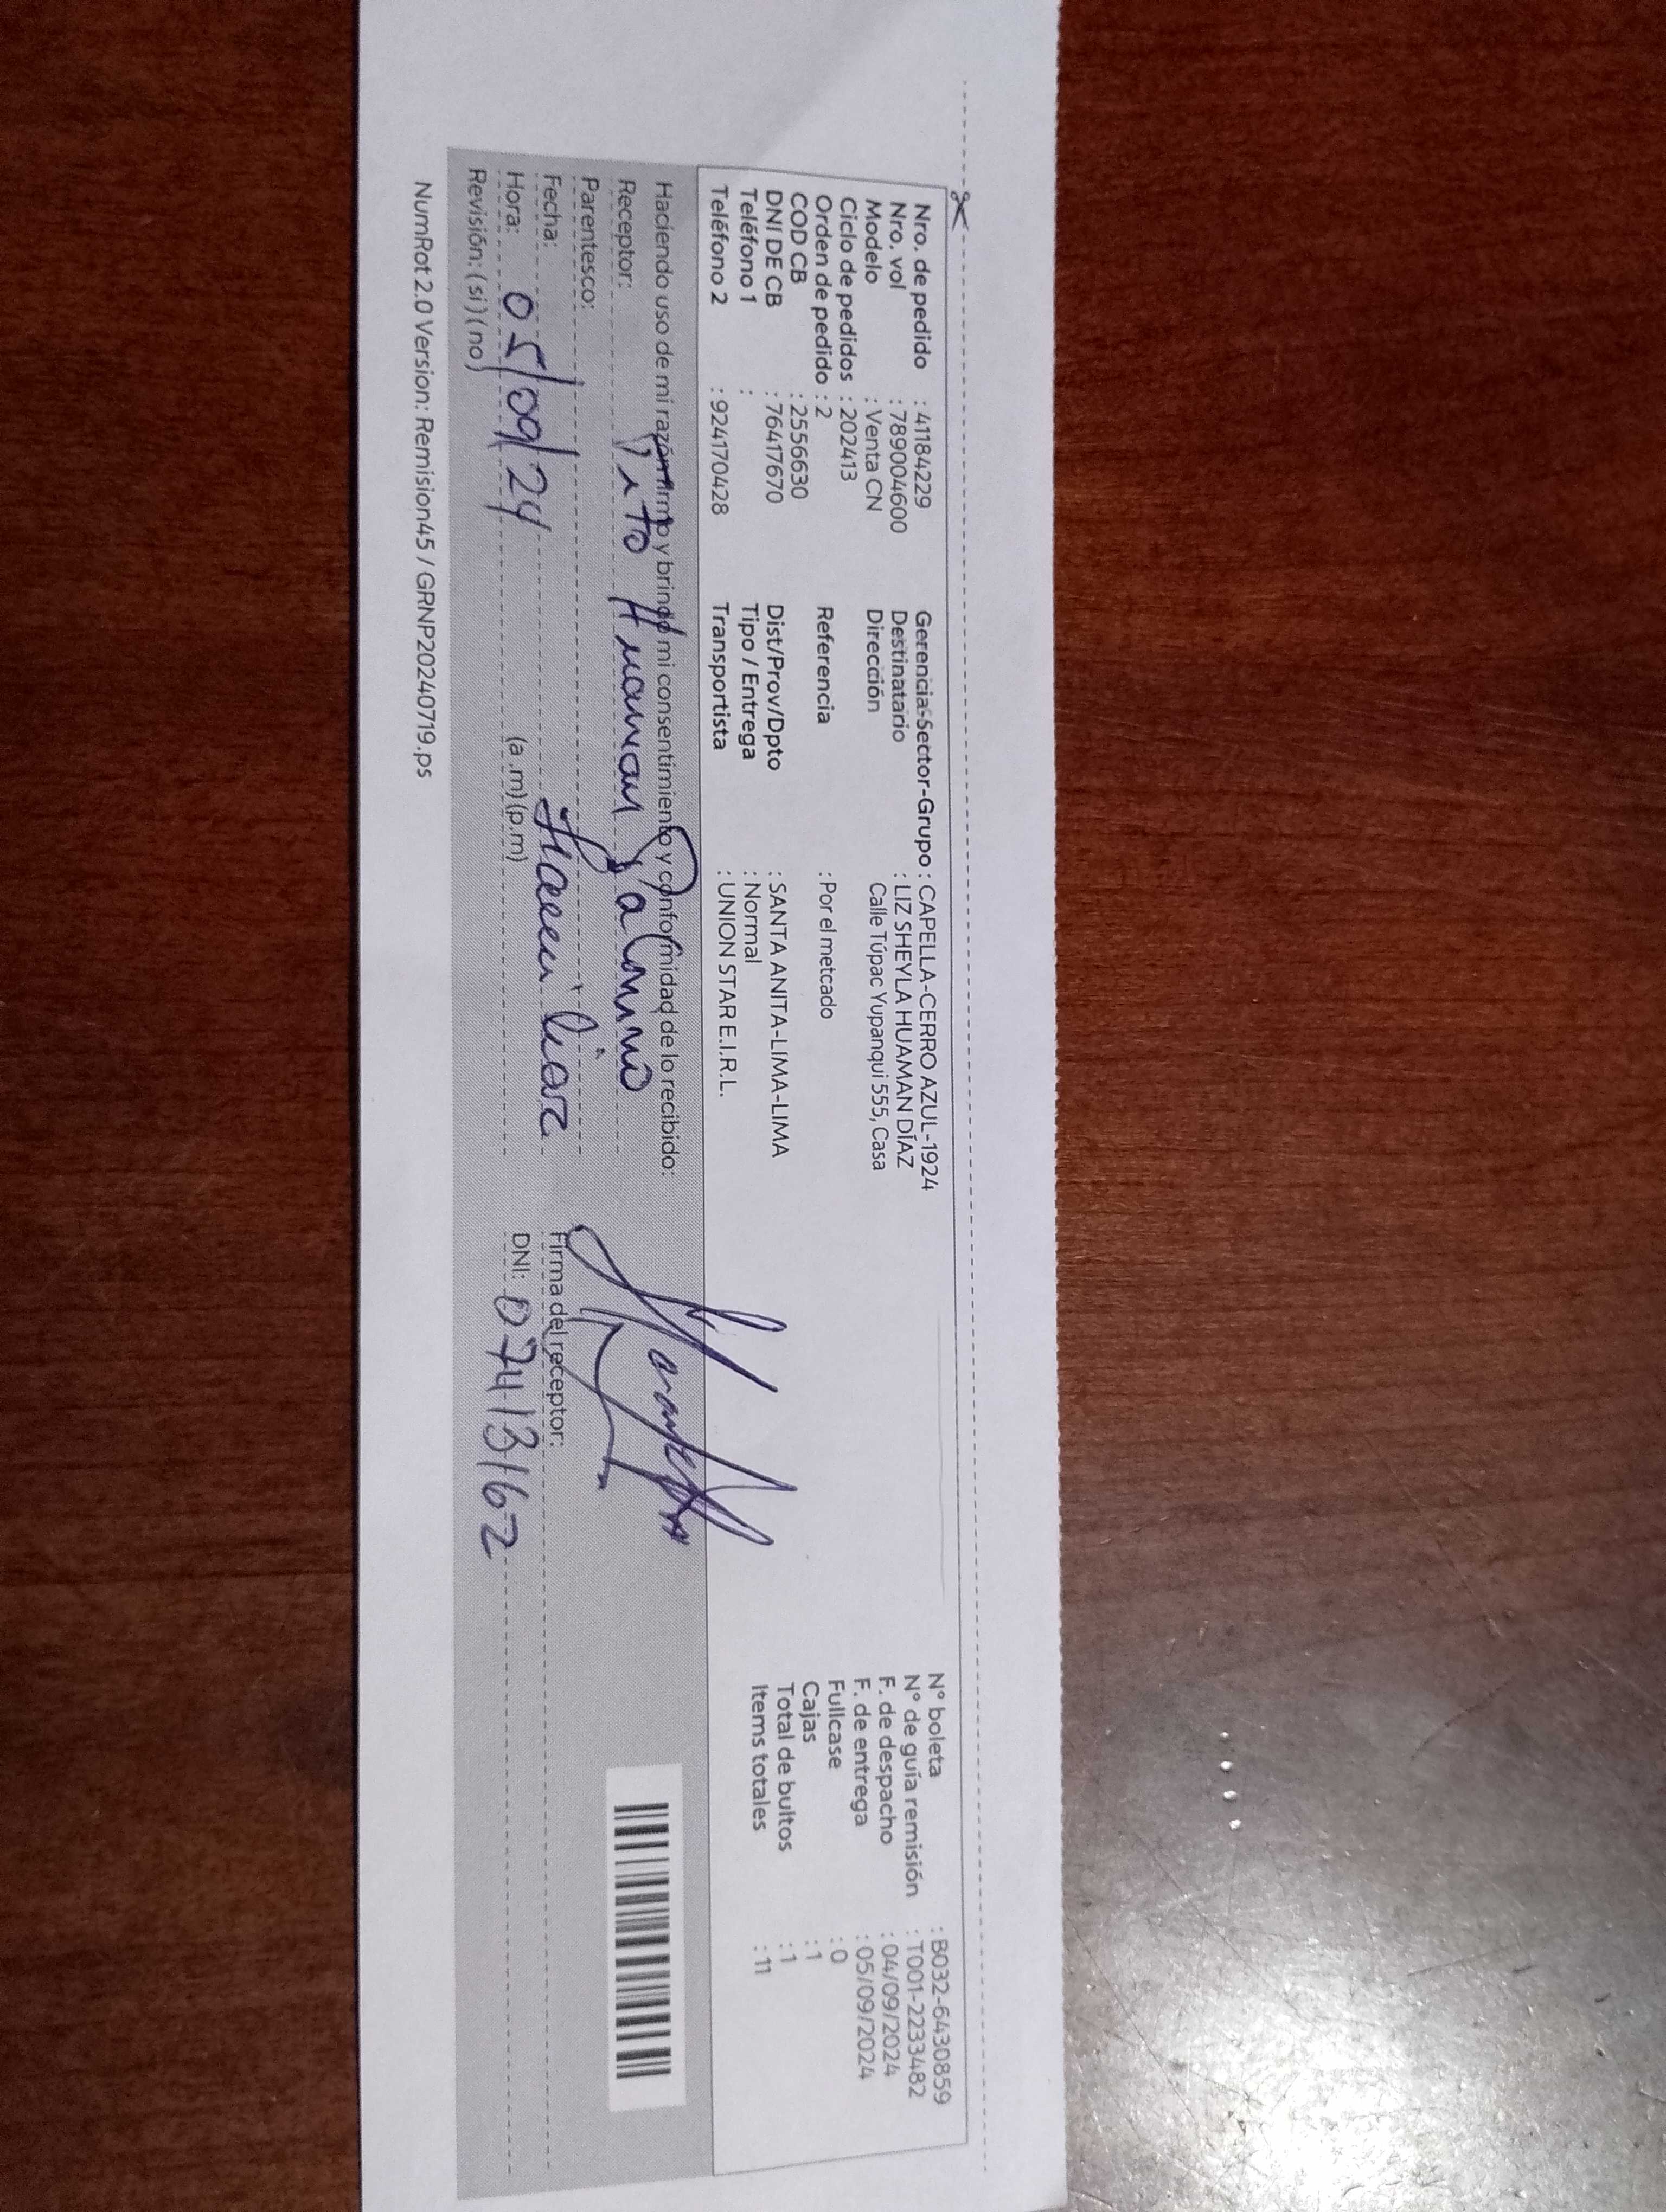 Nro. de pedido : 41184229
Nro. vol : 789004600
Modelo : Venta CN
Ciclo de pedidos : 202413
Orden de pedido : 2
COD CB : 2556630
DNI DE CB : 76417670
Teléfono 1 :
Teléfono 2 : 924170428
Gerencia-Sector-Grupo : CAPELLA-CERRO AZUL-1924
Destinatario : LIZ SHEYLA HUAMAN DÍAZ
Dirección Calle Túpac Yupanqui 555, Casa
Referencia : Por el metcado
Dist/Prov/Dpto : SANTA ANITA-LIMA-LIMA
Tipo / Entrega : Normal
Transportista : UNION STAR E.I.R.L.
N° boleta : B032-6430859
N° de guía remisión : T001-2233482
F. de despacho : 04/09/2024
F. de entrega : 05/09/2024
Fullcase : 0
Cajas : 1
Total de bultos : 1
Items totales : 11
Haciendo uso de mi razón firmo y brindo mi consentimiento y conformidad de lo recibido:
Receptor: Huaman
Parentesco:
Fecha:
Hora: 05/09/24 (a.m) (p.m)
Revisión: (si) (no)
Firma del receptor:
DNI: 07413162
NumRot 2.0 Version: Remision45 / GRNP20240719.ps